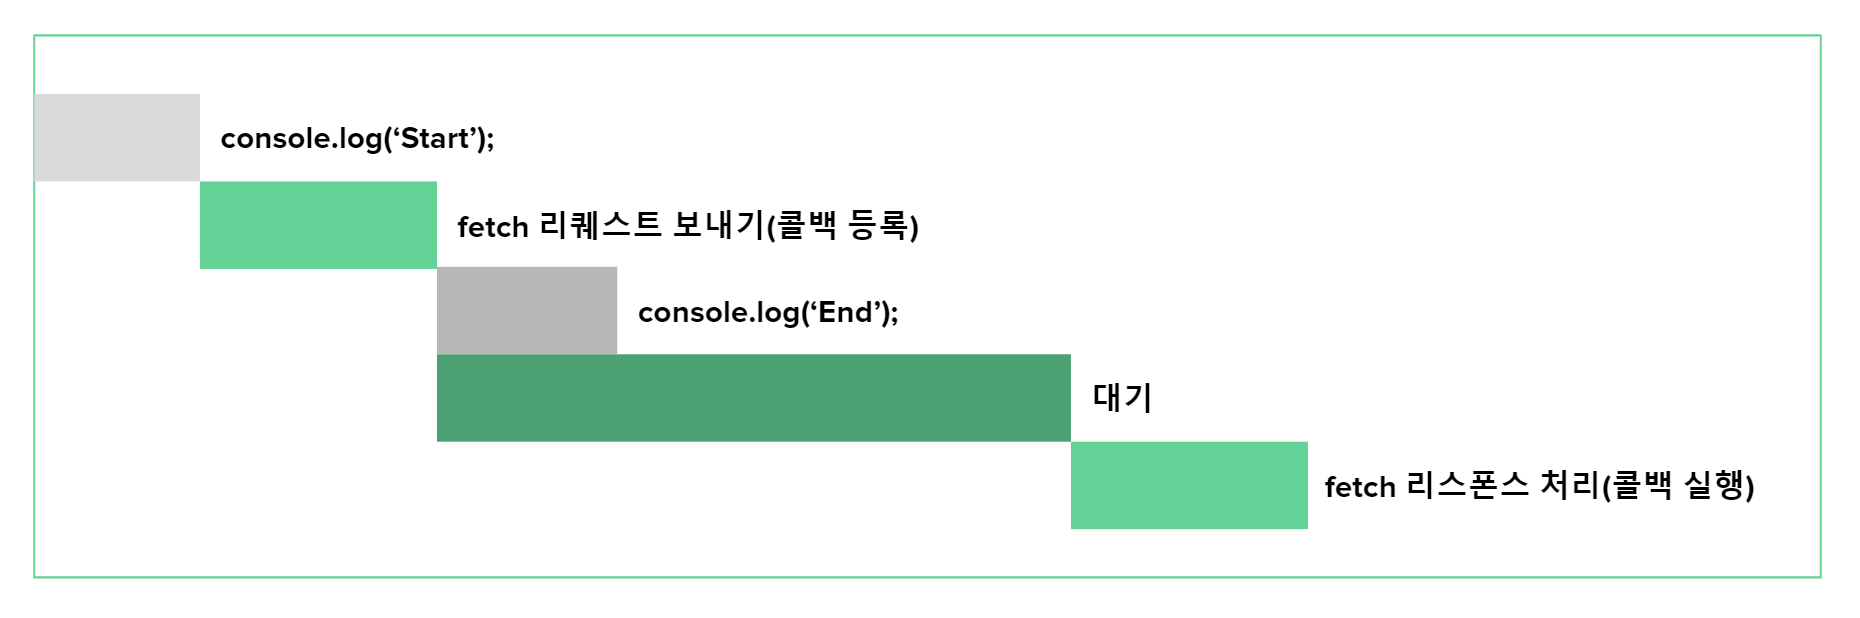 console.log(‘Start’);
fetch 리퀘스트 보내기(콜백 등록)
console.log(‘End’);
대기
fetch 리스폰스 처리(콜백 실행)